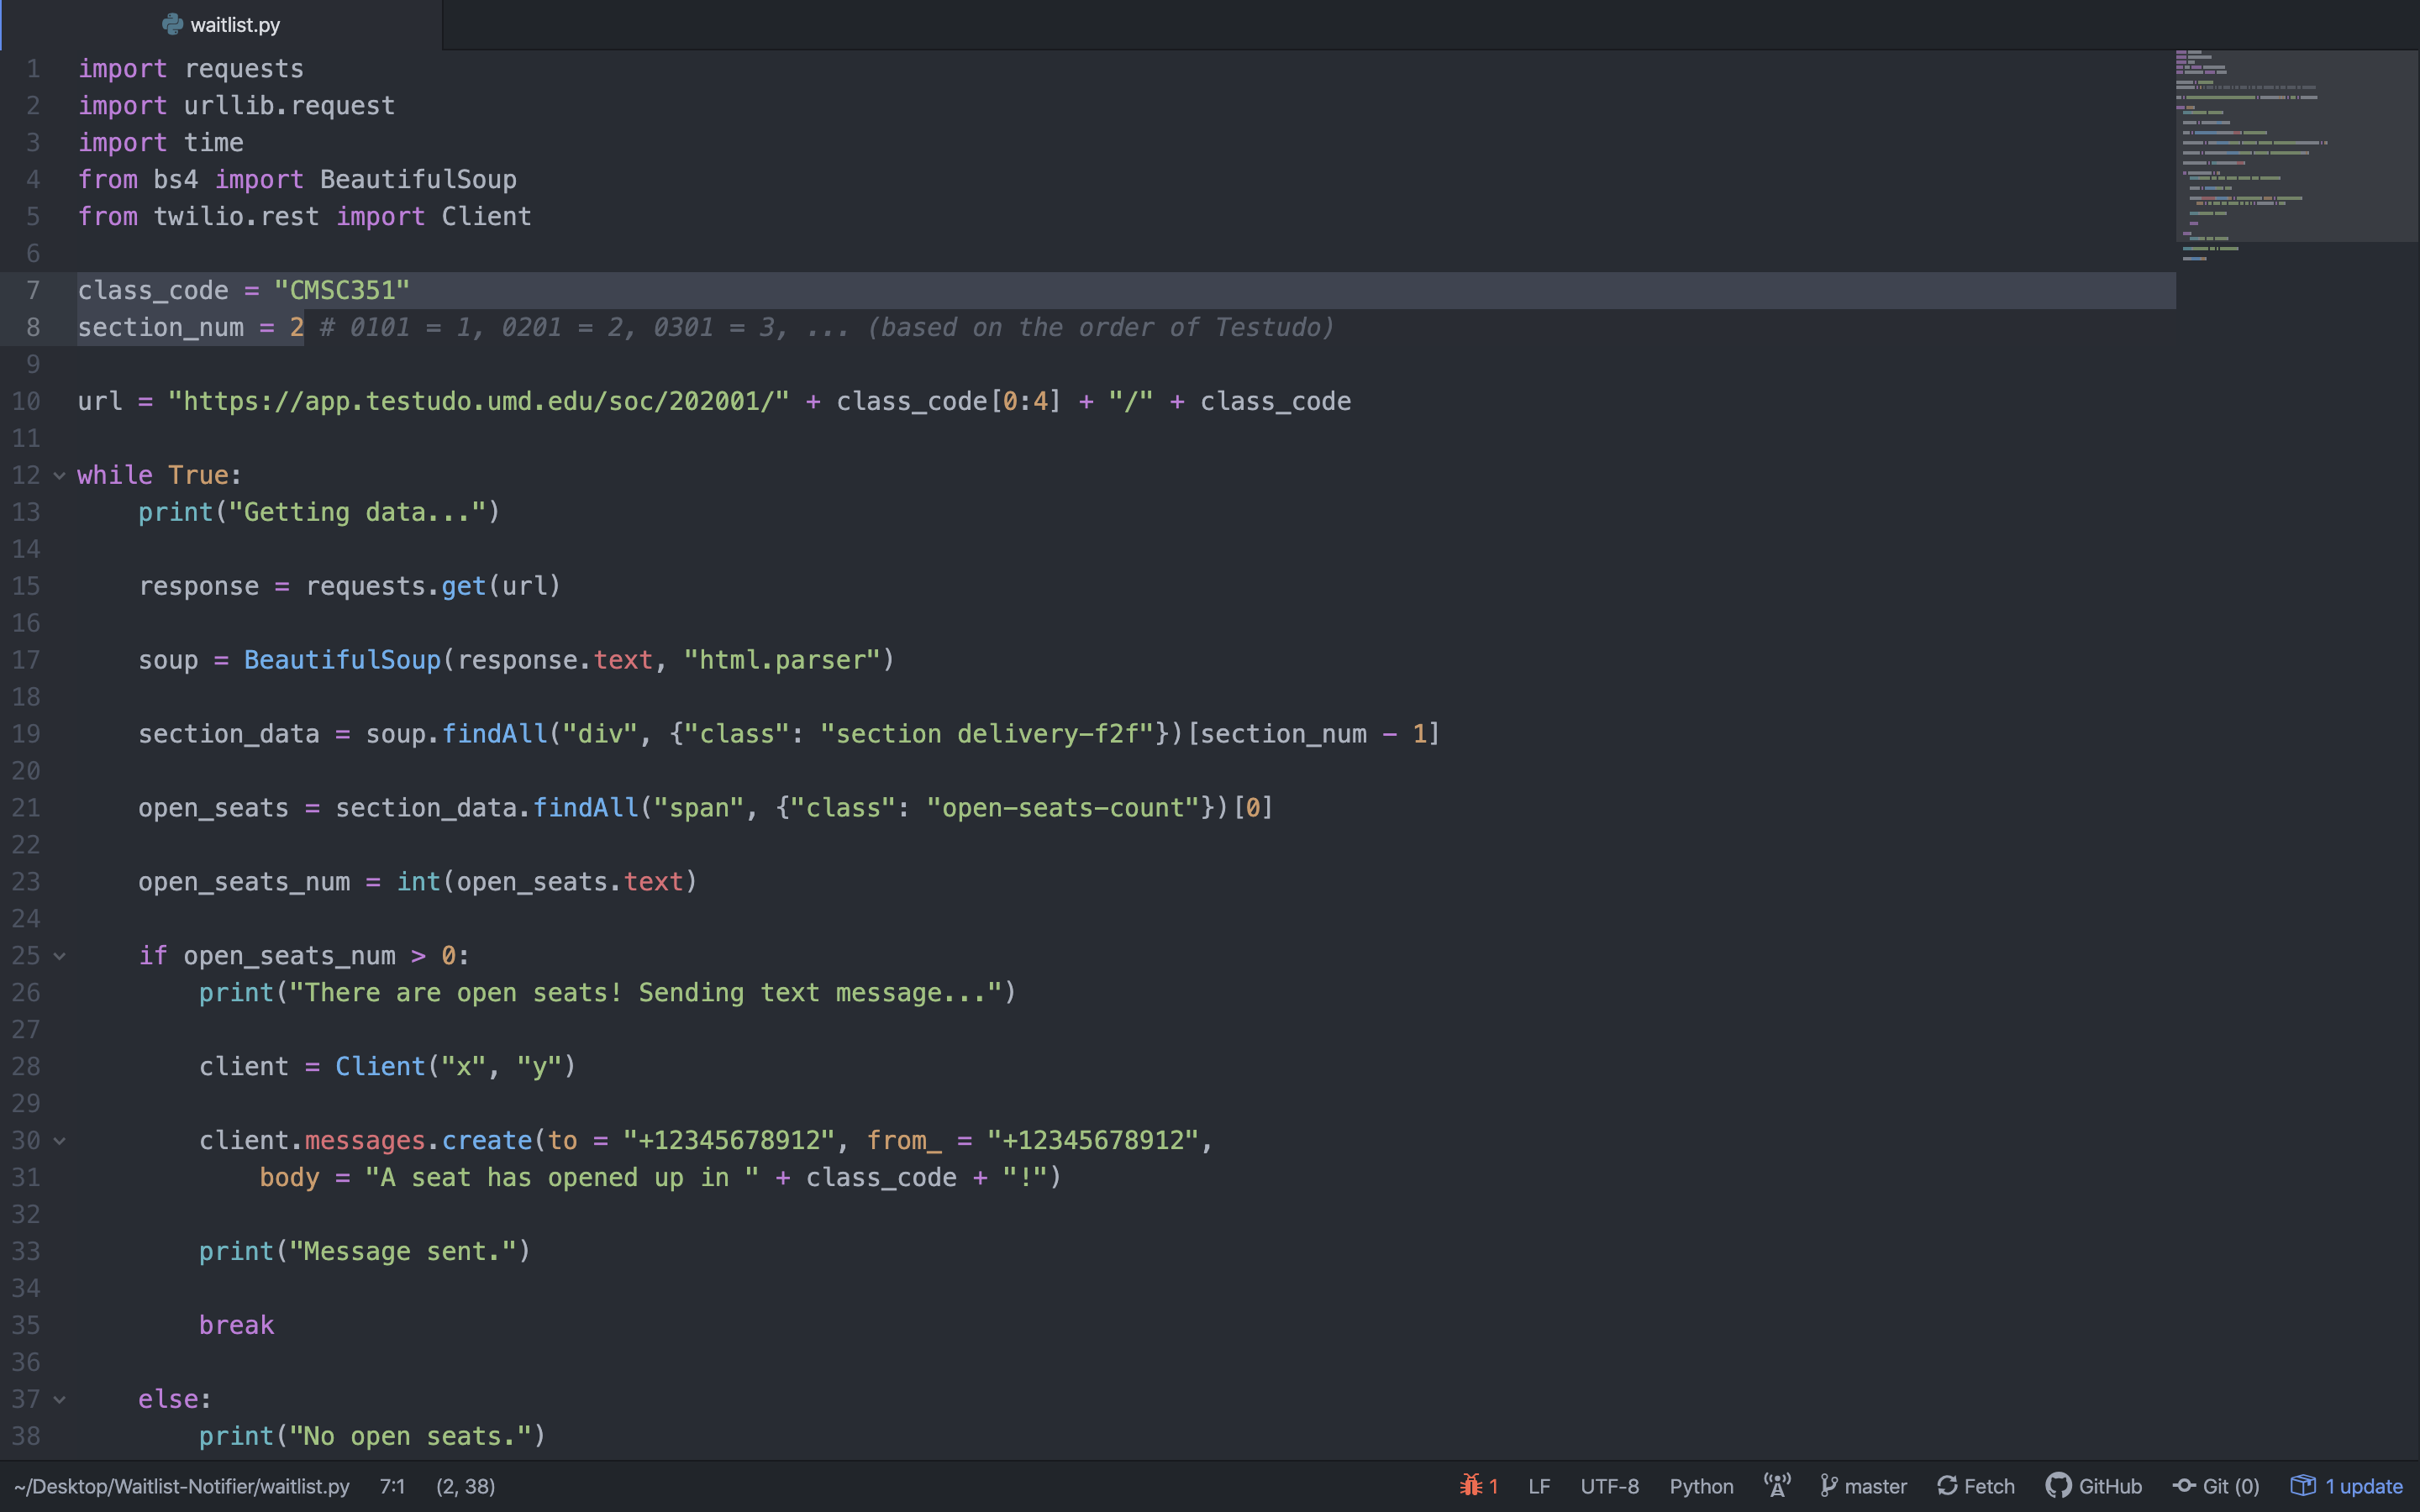 waitlist.py
1 import requests
2 import urllib.request
3 import time
4 from bs4 import BeautifulSoup
5 from twilio.rest import Client
6
7 class_code = "CMSC351"
8 section_num = 2 # 0101 = 1, 0201 = 2, 0301 = 3, ... (based on the order of Testudo)
9
10 url = "https://app.testudo.umd.edu/soc/202001/" + class_code[0:4] + "/" + class_code
11
12 while True:
13     print("Getting data...")
14
15     response = requests.get(url)
16
17     soup = BeautifulSoup(response.text, "html.parser")
18
19     section_data = soup.findAll("div", {"class": "section delivery-f2f"})[section_num - 1]
20
21     open_seats = section_data.findAll("span", {"class": "open-seats-count"})[0]
22
23     open_seats_num = int(open_seats.text)
24
25     if open_seats_num > 0:
26         print("There are open seats! Sending text message...")
27
28         client = Client("x", "y")
29
30         client.messages.create(to = "+12345678912", from_ = "+12345678912",
31             body = "A seat has opened up in " + class_code + "!")
32
33         print("Message sent.")
34
35         break
36
37     else:
38         print("No open seats.")
~/Desktop/Waitlist-Notifier/waitlist.py 7:1 (2, 38) 1 LF UTF-8 Python master Fetch GitHub Git (0) 1 update